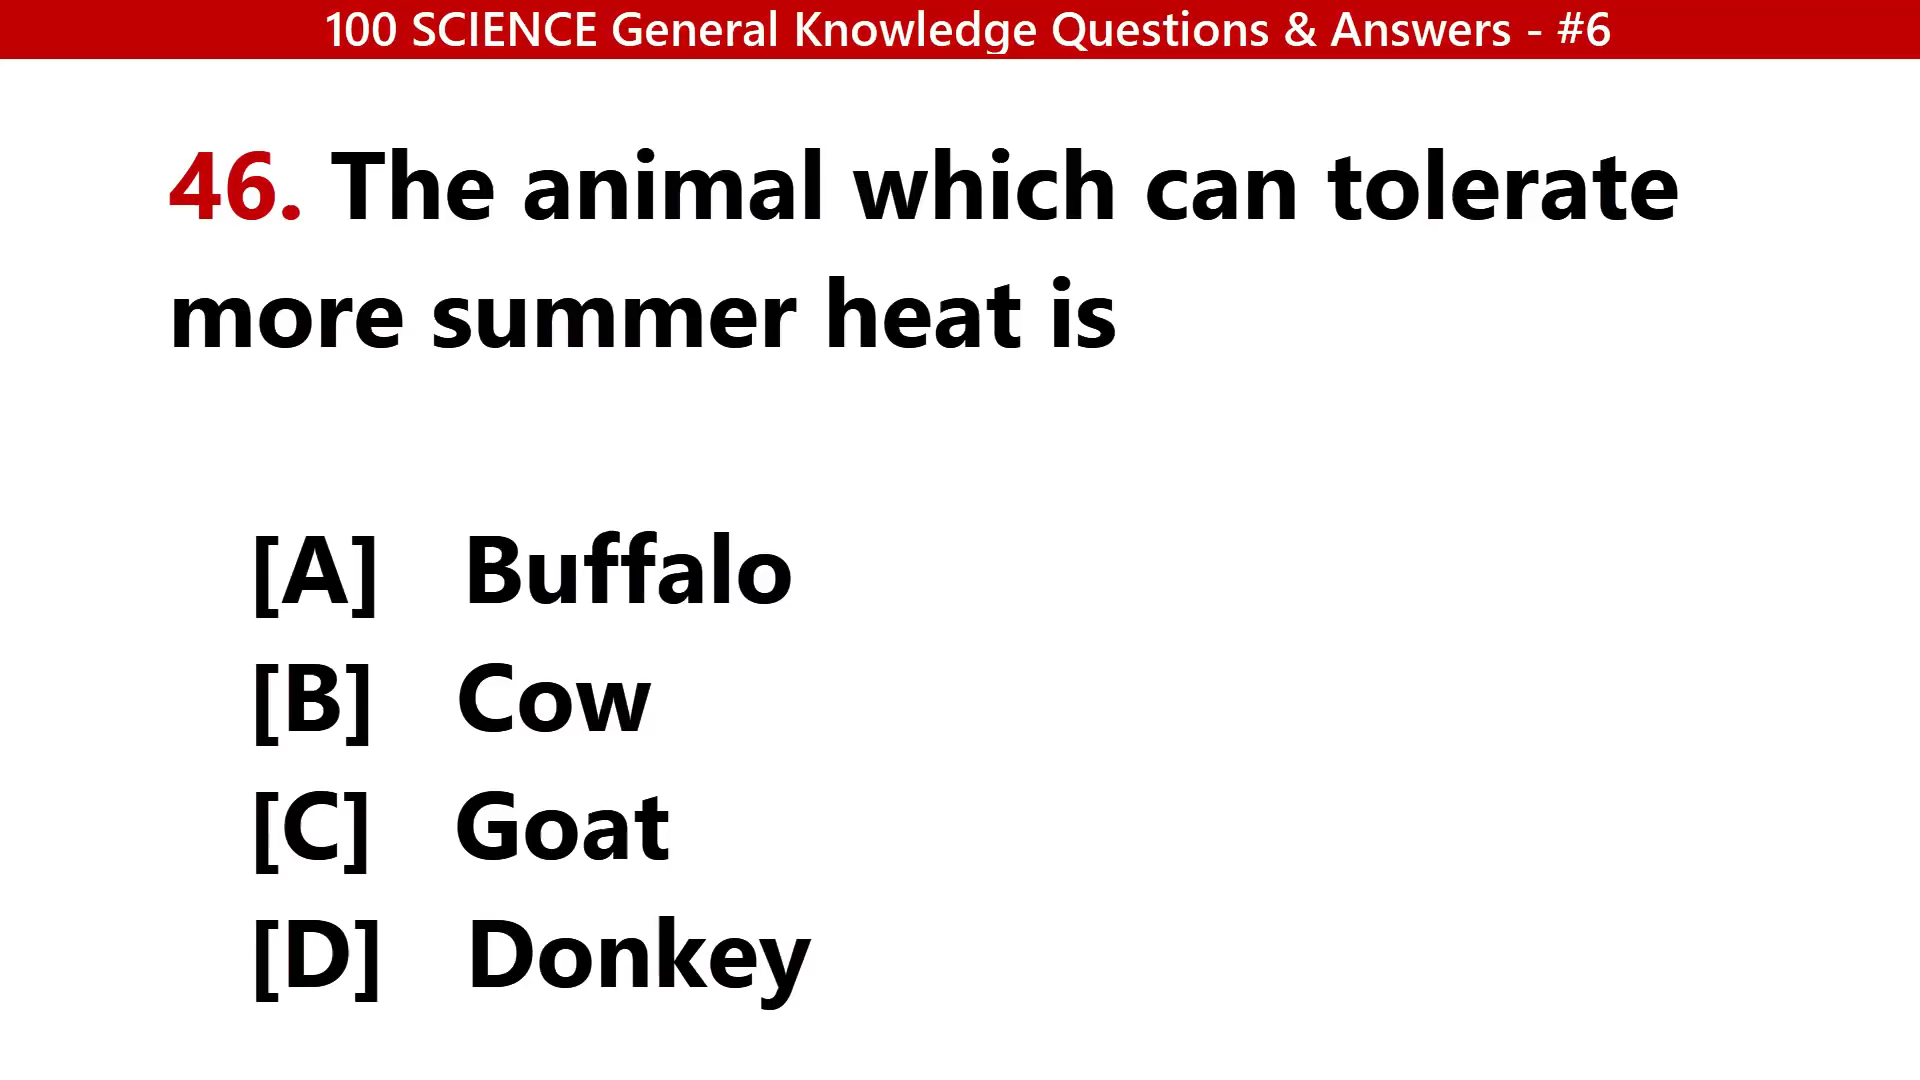 100 SCIENCE General Knowledge Questions & Answers - #6
46. The animal which can tolerate
more summer heat is
[A] Buffalo
[B] Cow
[C] Goat
[D] Donkey